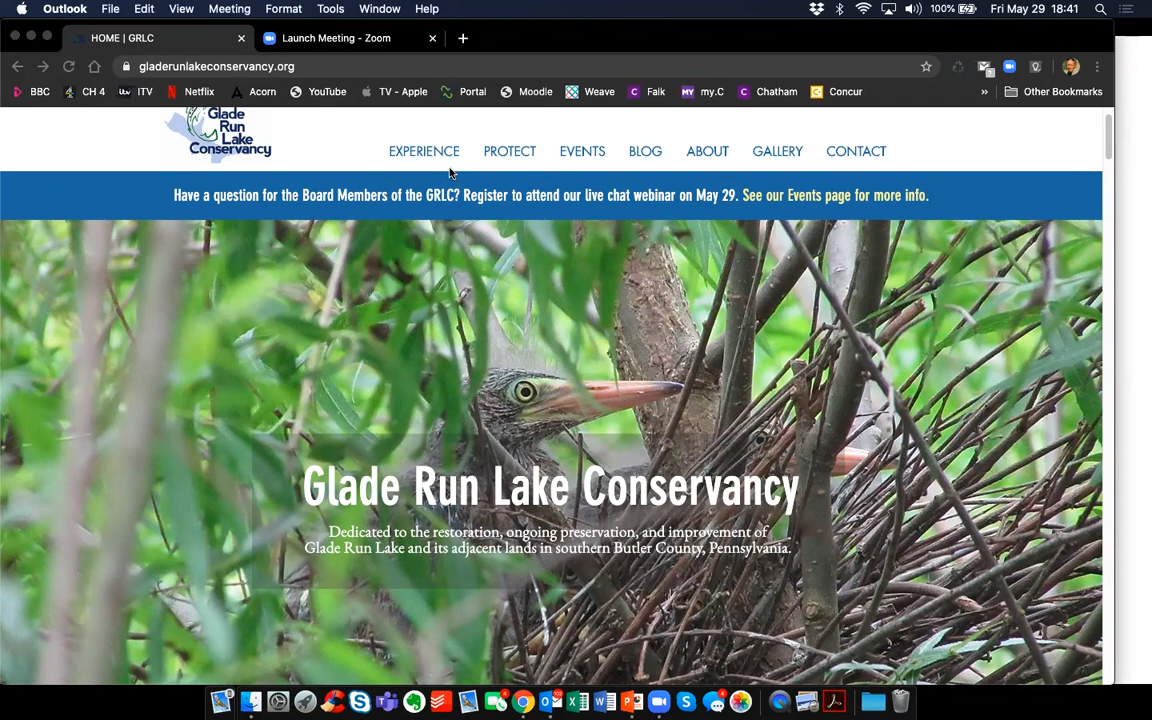 Outlook File Edit View Meeting Format Tools Window Help 100% Fri May 29 18:41
HOME | GRLC Launch Meeting - Zoom
gladerunlakeconservancy.org
BBC CH 4 ITV Netflix Acorn YouTube TV - Apple Portal Moodle Weave Falk my.C Chatham Concur Other Bookmarks
Glade
Run
Lake
Conservancy
EXPERIENCE PROTECT EVENTS BLOG ABOUT GALLERY CONTACT
Have a question for the Board Members of the GRLC? Register to attend our live chat webinar on May 29. See our Events page for more info.
Glade Run Lake Conservancy
Dedicated to the restoration, ongoing preservation, and improvement of
Glade Run Lake and its adjacent lands in southern Butler County, Pennsylvania.